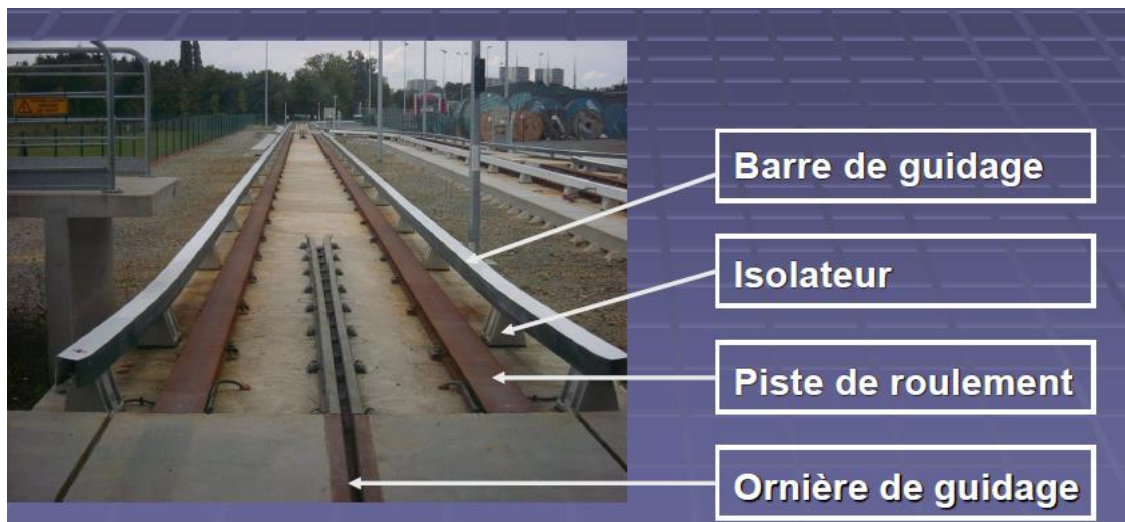 Barre de guidage
Isolateur
Piste de roulement
Ornière de guidage